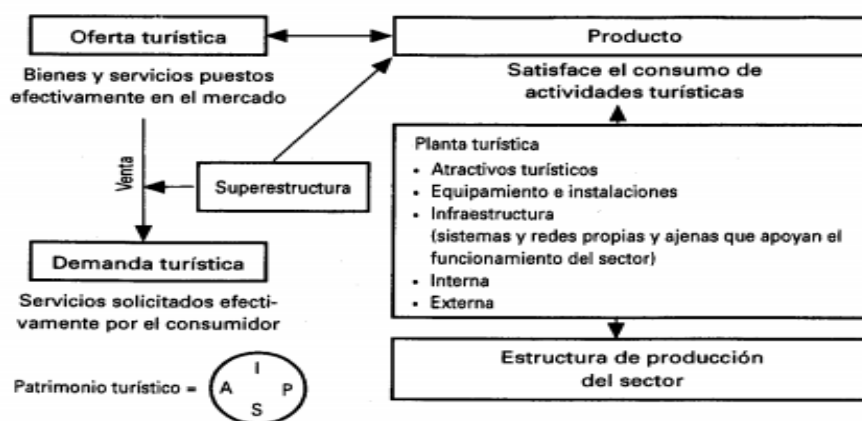 Oferta turística
Bienes y servicios puestos
efectivamente en el mercado
Venta
Superestructura
Demanda turística
Servicios solicitados efecti-
vamente por el consumidor
Patrimonio turístico =
I
A P
S
Producto
Satisface el consumo de
actividades turísticas
Planta turística
• Atractivos turísticos
• Equipamiento e instalaciones
• Infraestructura
(sistemas y redes propias y ajenas que apoyan el
funcionamiento del sector)
• Interna
• Externa
Estructura de producción
del sector